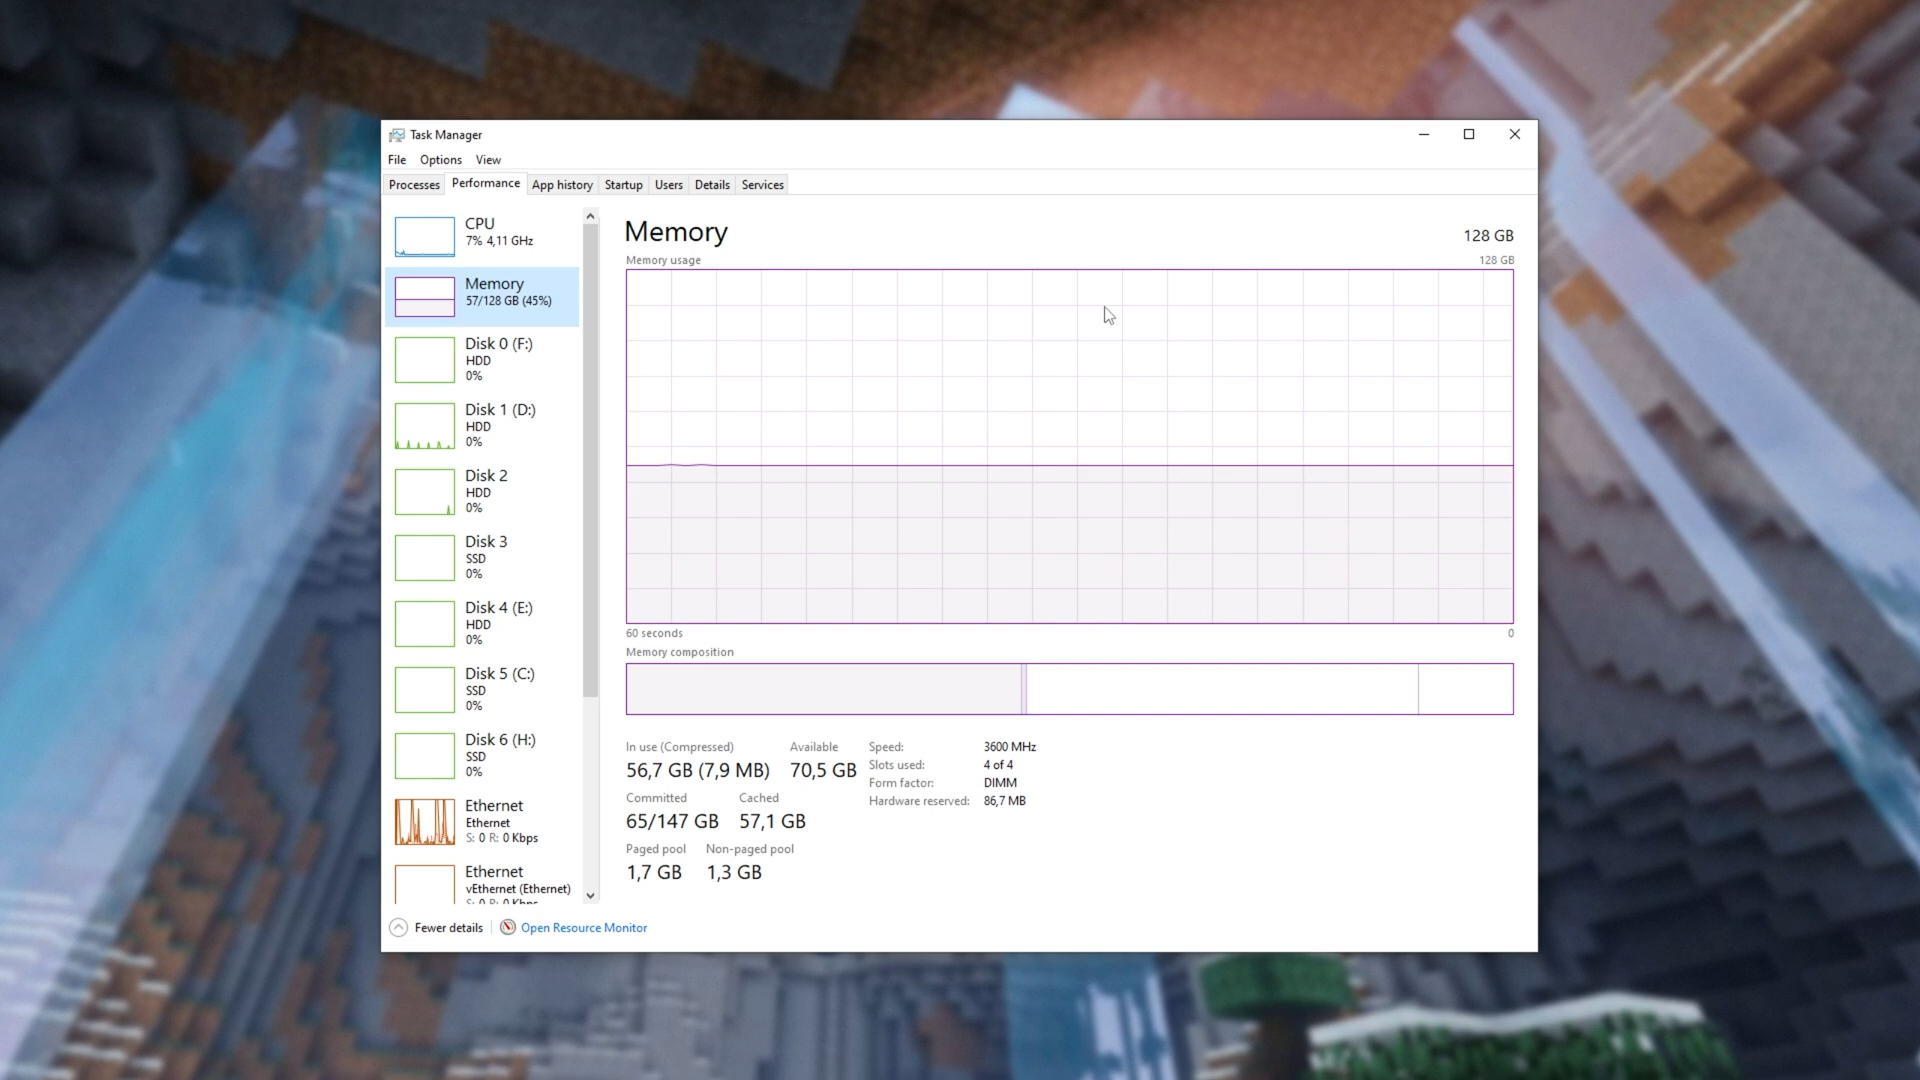 Task Manager
File Options View
Processes Performance App history Startup Users Details Services
CPU
7% 4,11 GHz
Memory
57/128 GB (45%)
Disk 0 (F:)
HDD
0%
Disk 1 (D:)
HDD
0%
Disk 2
HDD
0%
Disk 3
SSD
0%
Disk 4 (E:)
HDD
0%
Disk 5 (C:)
SSD
0%
Disk 6 (H:)
SSD
0%
Ethernet
Ethernet
S: 0 R: 0 Kbps
Ethernet
vEthernet (Ethernet)
S: 0 R: 0 Kbps
Memory 128 GB
Memory usage 128 GB
60 seconds 0
Memory composition
In use (Compressed) Available
56,7 GB (7,9 MB) 70,5 GB
Committed Cached
65/147 GB 57,1 GB
Paged pool Non-paged pool
1,7 GB 1,3 GB
Speed: 3600 MHz
Slots used: 4 of 4
Form factor: DIMM
Hardware reserved: 86,7 MB
Fewer details Open Resource Monitor